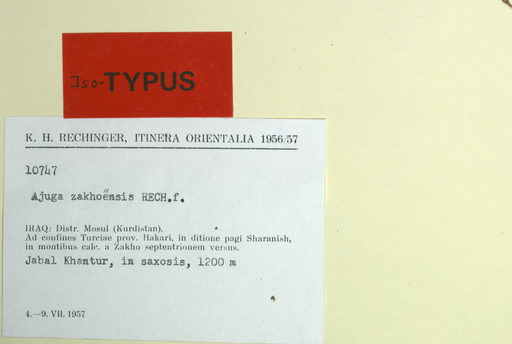 Iso-TYPUS
K. H. RECHINGER, ITINERA ORIENTALIA 1956/57
10747
Ajuga zakhoënsis RECH.f.
IRAQ: Distr. Mosul (Kurdistan).
Ad confines Turciae prov. Hakari, in ditione pagi Sharanish,
in montibus calc. a Zakho septentrionem versus.
Jabal Khantur, in saxosis, 1200 m
4.—9. VII. 1957